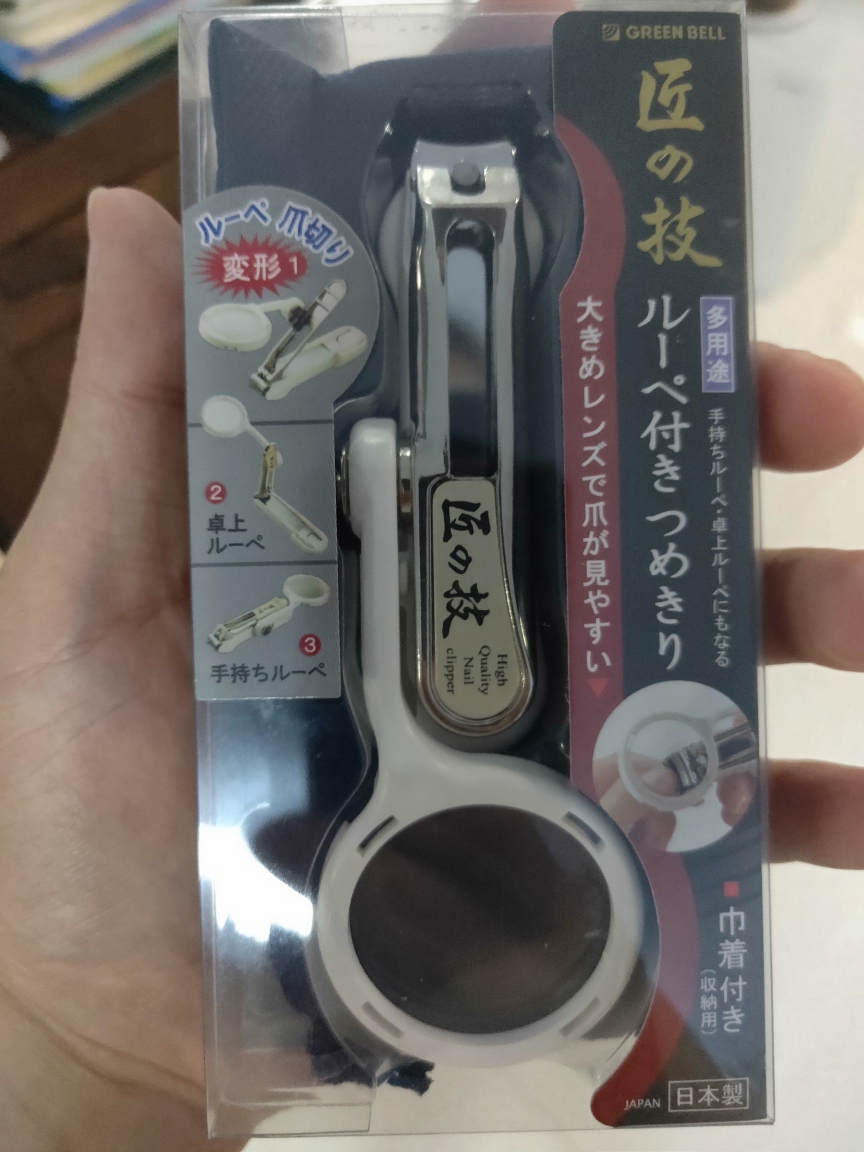 GREEN BELL
匠の技
多用途
手持ちルーペ・卓上ルーペにもなる
ルーペ付きつめきり
大きめレンズで爪が見やすい
ルーペ 爪切り
変形1
2
卓上
ルーペ
3
手持ちルーペ
匠の技
High
Quality
Nail
clipper
巾着付き
(収納用)
JAPAN
日本製